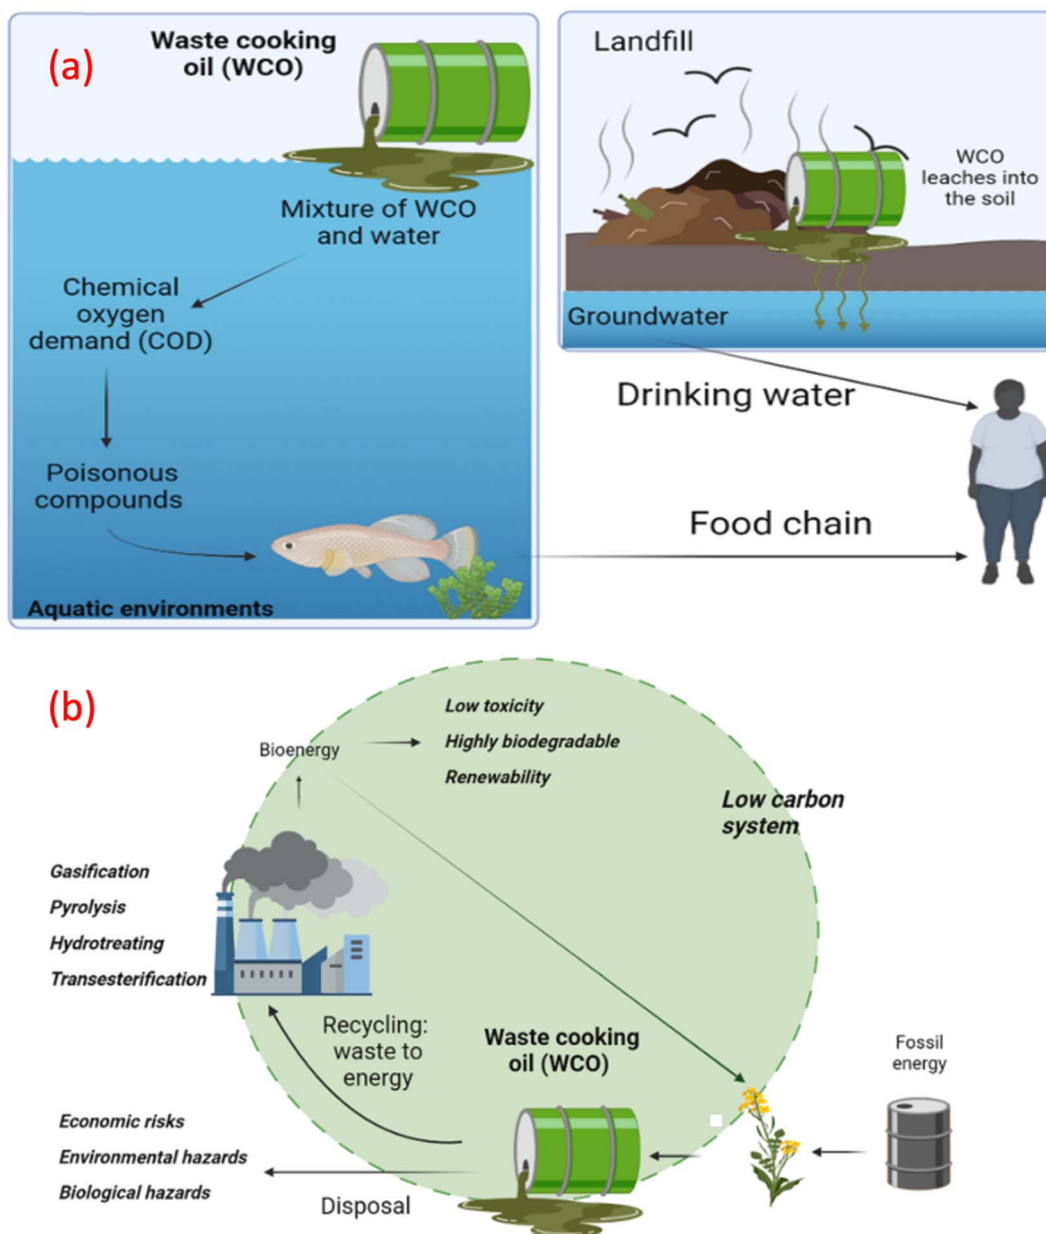 (a)
Waste cooking
oil (WCO)
Mixture of WCO
and water
Chemical
oxygen
demand (COD)
Poisonous
compounds
Aquatic environments
Landfill
WCO
leaches into
the soil
Groundwater
Drinking water
Food chain
(b)
Bioenergy
Low toxicity
Highly biodegradable
Renewability
Low carbon
system
Gasification
Pyrolysis
Hydrotreating
Transesterification
Recycling:
waste to
energy
Waste cooking
oil (WCO)
Fossil
energy
Economic risks
Environmental hazards
Biological hazards
Disposal